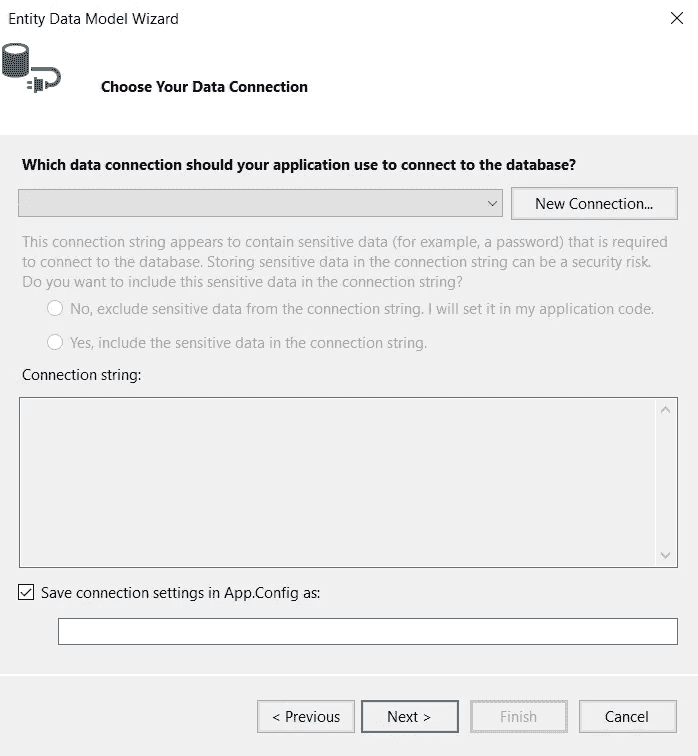 Entity Data Model Wizard
Choose Your Data Connection
Which data connection should your application use to connect to the database?
New Connection...
This connection string appears to contain sensitive data (for example, a password) that is required
to connect to the database. Storing sensitive data in the connection string can be a security risk.
Do you want to include this sensitive data in the connection string?
No, exclude sensitive data from the connection string. I will set it in my application code.
Yes, include the sensitive data in the connection string.
Connection string:
Save connection settings in App.Config as:
< Previous
Next >
Finish
Cancel